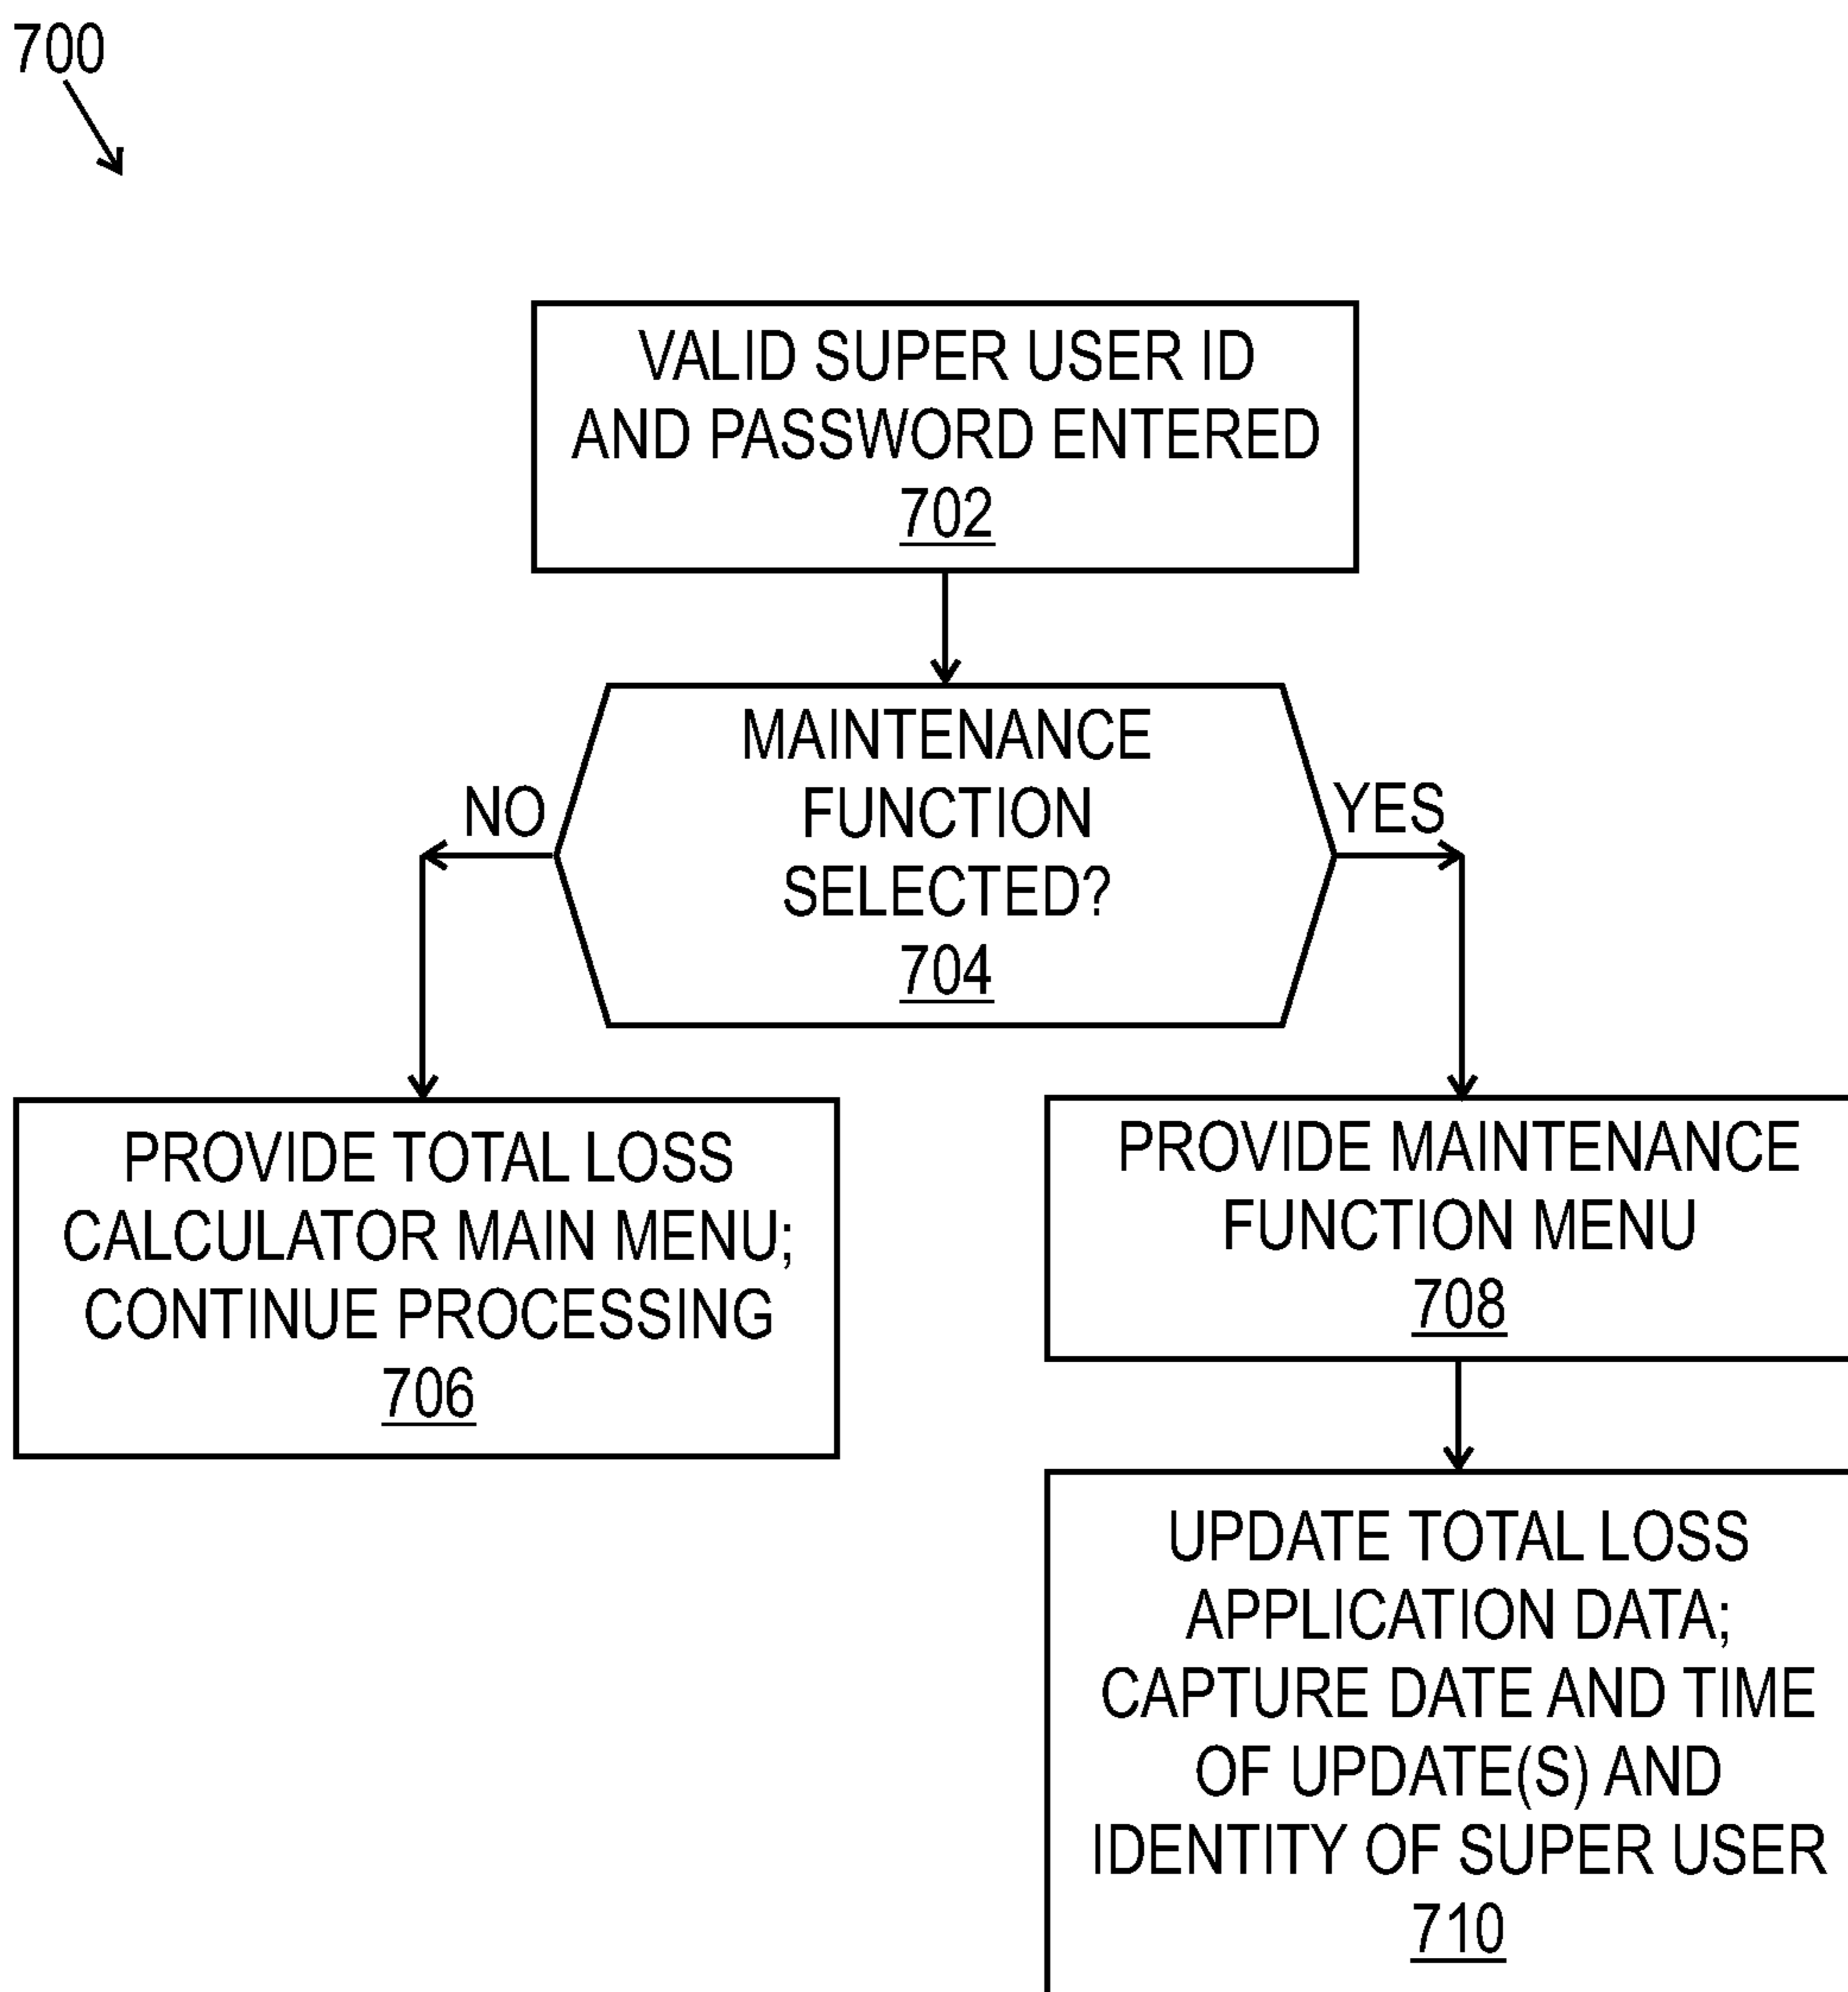 700
VALID SUPER USER ID
AND PASSWORD ENTERED
702
MAINTENANCE
FUNCTION
SELECTED?
704
NO
YES
PROVIDE TOTAL LOSS
CALCULATOR MAIN MENU;
CONTINUE PROCESSING
706
PROVIDE MAINTENANCE
FUNCTION MENU
708
UPDATE TOTAL LOSS
APPLICATION DATA;
CAPTURE DATE AND TIME
OF UPDATE(S) AND
IDENTITY OF SUPER USER
710